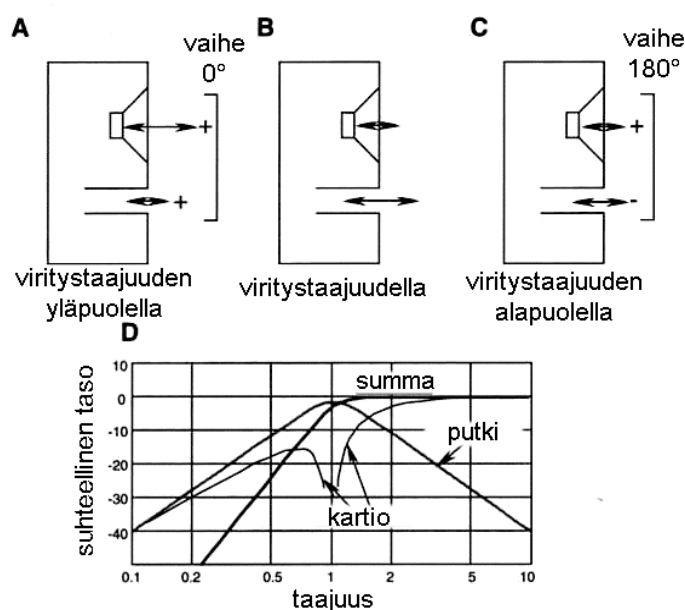 A
vaihe
0°
+
+
viritystaajuuden
yläpuolella
B
viritystaajuudella
C
vaihe
180°
+
-
viritystaajuuden
alapuolella
D
suhteellinen taso
10
0
-10
-20
-30
-40
summa
putki
kartio
0.1
0.2
0.5
1
2
5
10
taajuus